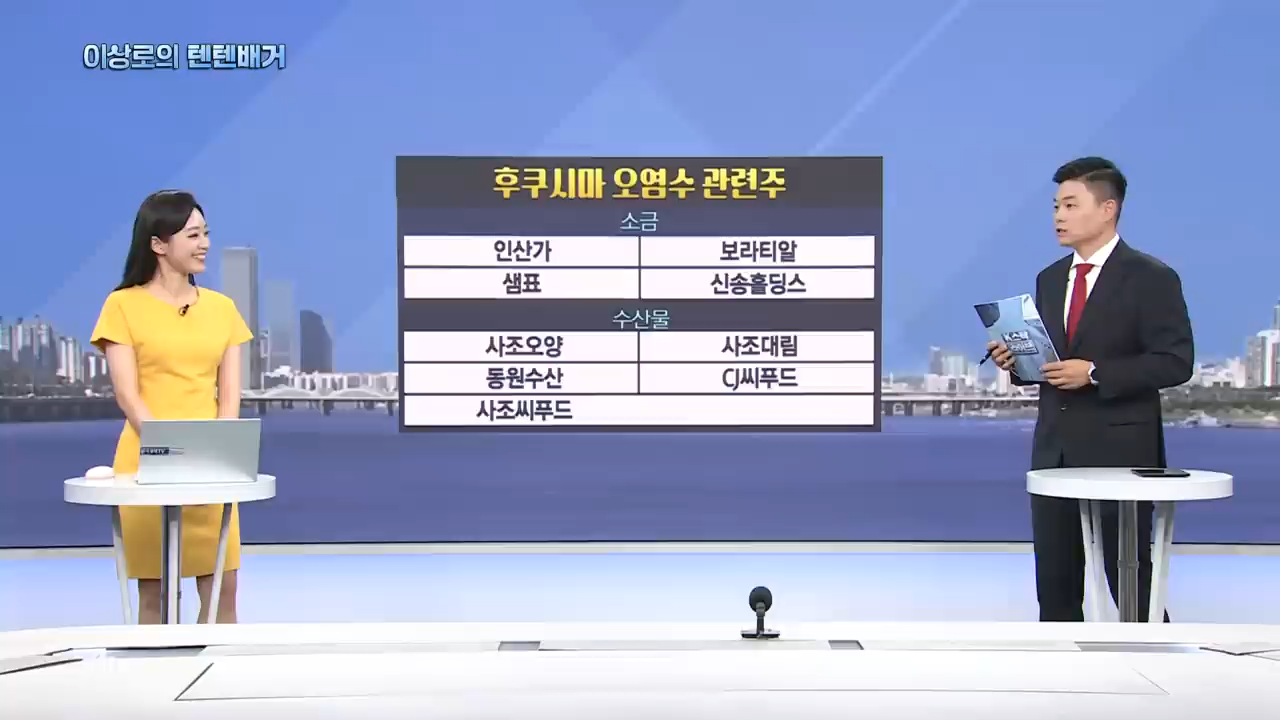 이상로의 텐텐배거
후쿠시마 오염수 관련주
소금
인산가 보라티알
샘표 신송홀딩스
수산물
사조오양 사조대림
동원수산 CJ씨푸드
사조씨푸드